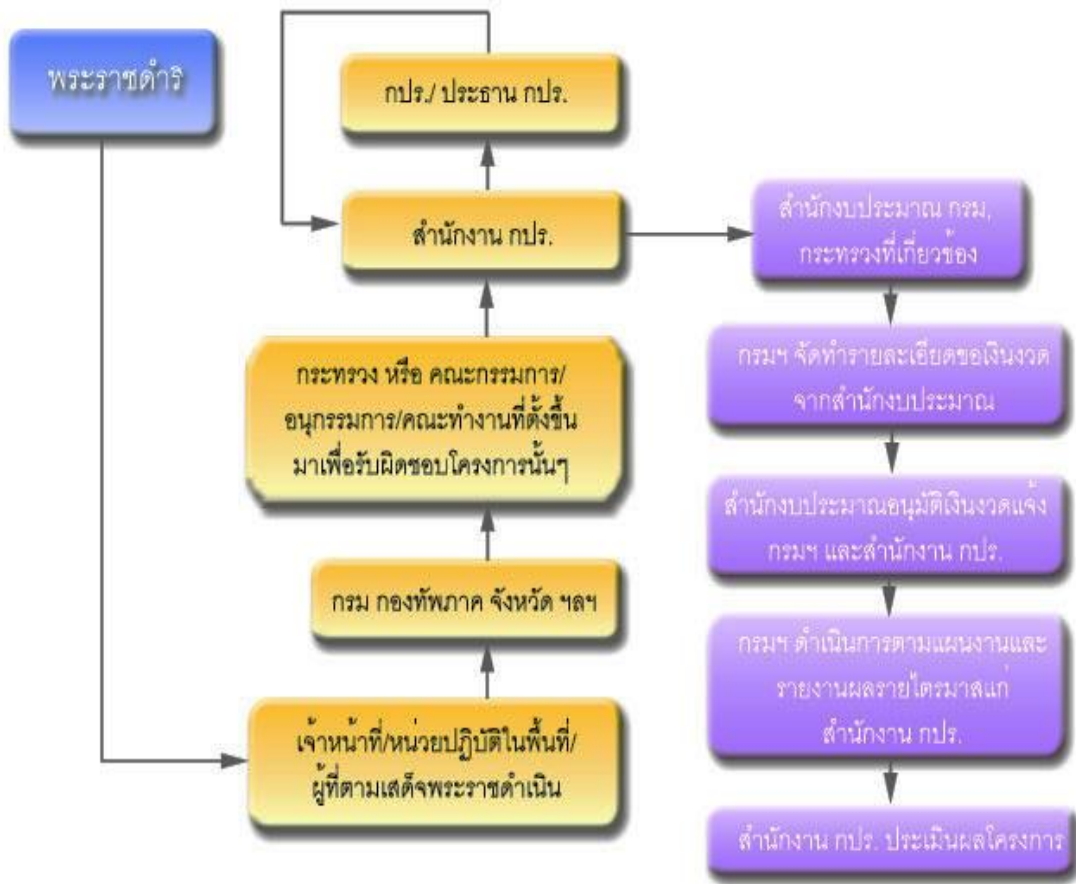 พระราชดำริ
กปร./ ประธาน กปร.
สำนักงาน กปร.
กระทรวง หรือ คณะกรรมการ/
อนุกรรมการ/คณะทำงานที่ตั้งขึ้น
มาเพื่อรับผิดชอบโครงการนั้นๆ
กรม กองทัพภาค จังหวัด ฯลฯ
เจ้าหน้าที่/หน่วยปฏิบัติในพื้นที่/
ผู้ที่ตามเสด็จพระราชดำเนิน
สำนักงบประมาณ กรม,
กระทรวงที่เกี่ยวข้อง
กรมฯ จัดทำรายละเอียดขอเงินงวด
จากสำนักงบประมาณ
สำนักงบประมาณอนุมัติเงินงวดแจ้ง
กรมฯ และสำนักงาน กปร.
กรมฯ ดำเนินการตามแผนงานและ
รายงานผลรายไตรมาสแก่
สำนักงาน กปร.
สำนักงาน กปร. ประเมินผลโครงการ